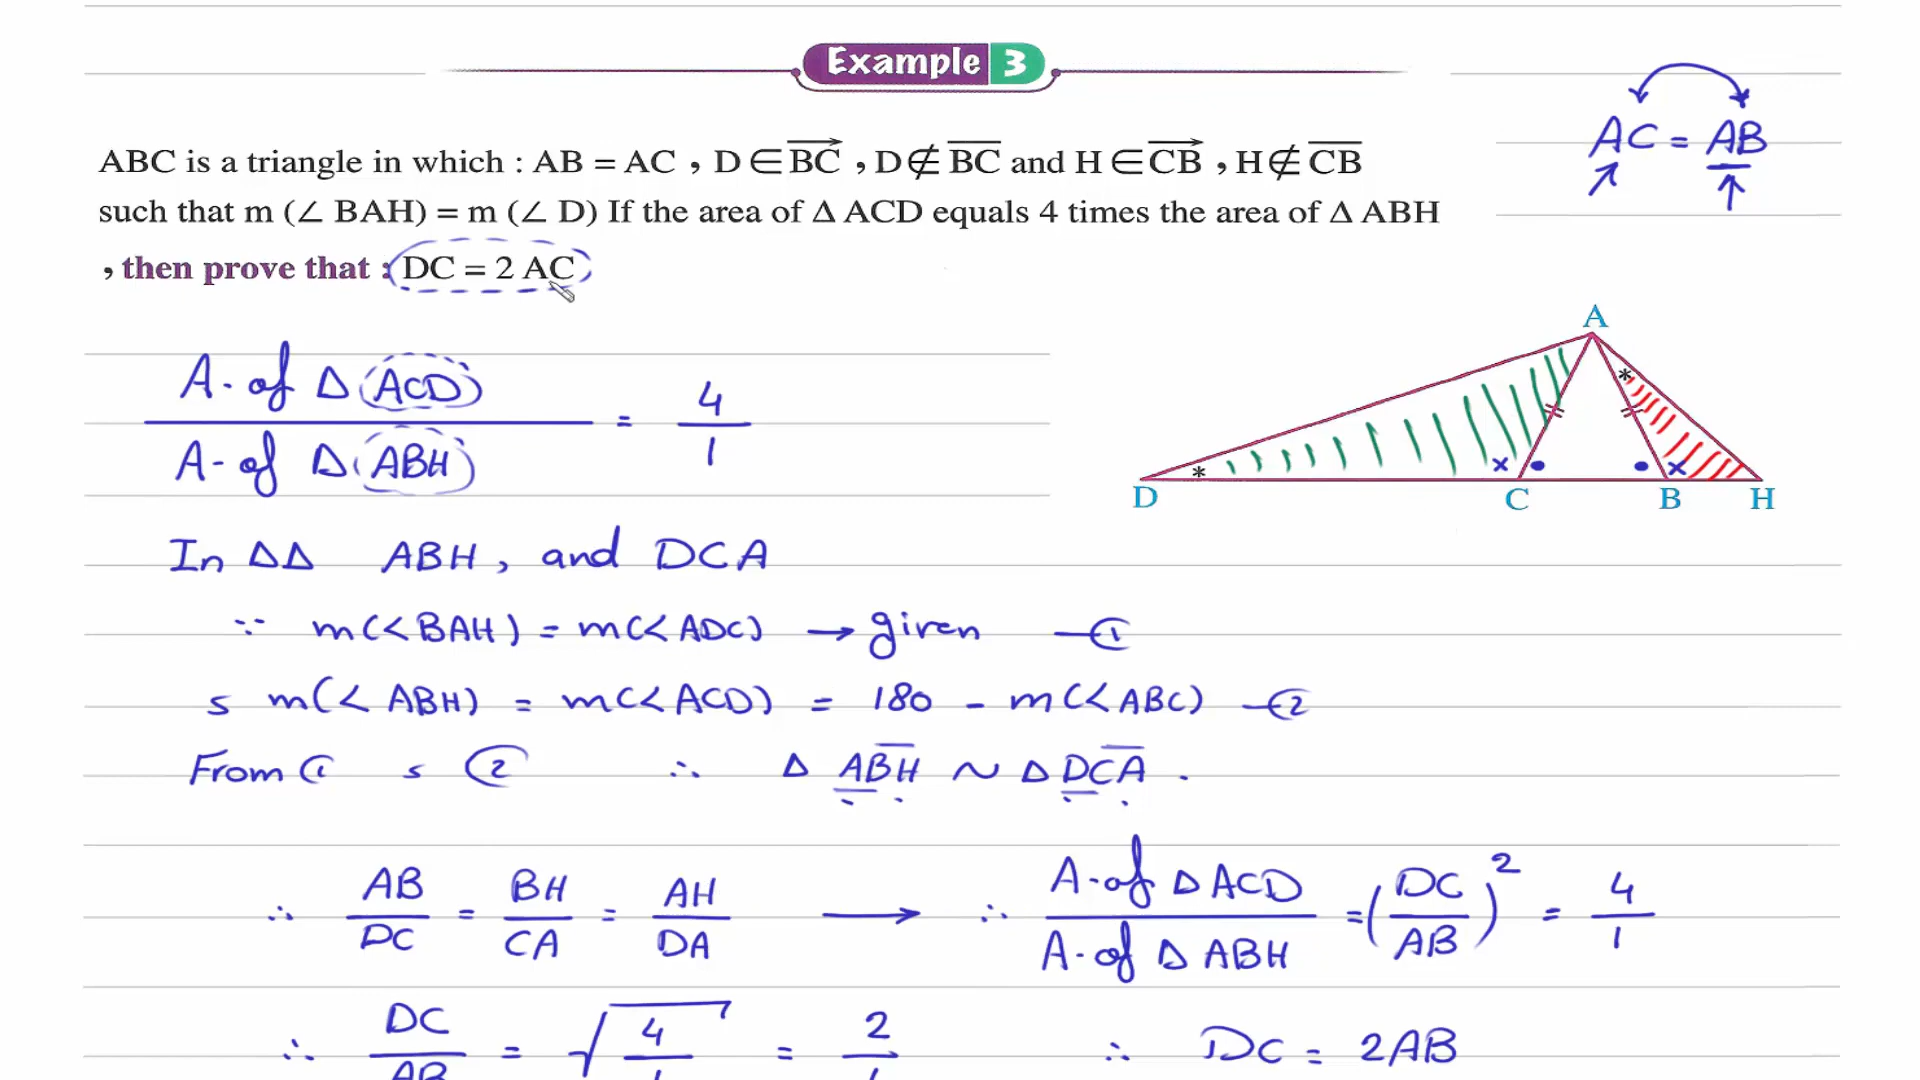 Example 3
ABC is a triangle in which : AB = AC , D ∈ BC , D ∉ BC and H ∈ CB , H ∉ CB
such that m (∠ BAH) = m (∠ D) If the area of Δ ACD equals 4 times the area of Δ ABH
, then prove that : DC = 2 AC
AC = AB
A. of Δ (ACD) / A. of Δ (ABH) = 4 / 1
A
* *
x • • x
D C B H
In ΔΔ ABH, and DCA
∵ m(<BAH) = m(<ADC) → given —①
, m(<ABH) = m(<ACD) = 180 - m(<ABC) —②
From ① , ② ∴ Δ ABH ~ Δ DCA .
∴ AB / DC = BH / CA = AH / DA → ∴ A. of Δ ACD / A. of Δ ABH = (DC / AB)² = 4 / 1
∴ DC / AB = √4 / 1 = 2 / 1 ∴ DC = 2AB